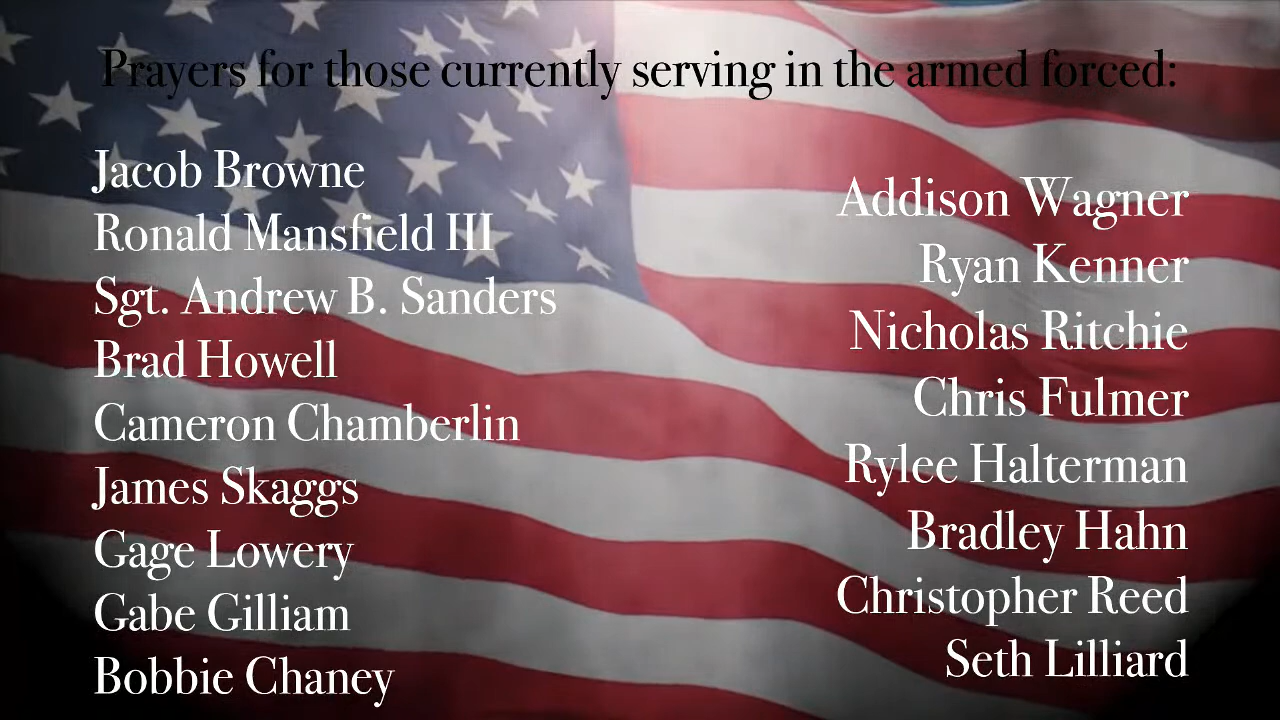 Prayers for those currently serving in the armed forced:
Jacob Browne
Ronald Mansfield III
Sgt. Andrew B. Sanders
Brad Howell
Cameron Chamberlin
James Skaggs
Gage Lowery
Gabe Gilliam
Bobbie Chaney
Addison Wagner
Ryan Kenner
Nicholas Ritchie
Chris Fulmer
Rylee Halterman
Bradley Hahn
Christopher Reed
Seth Lilliard